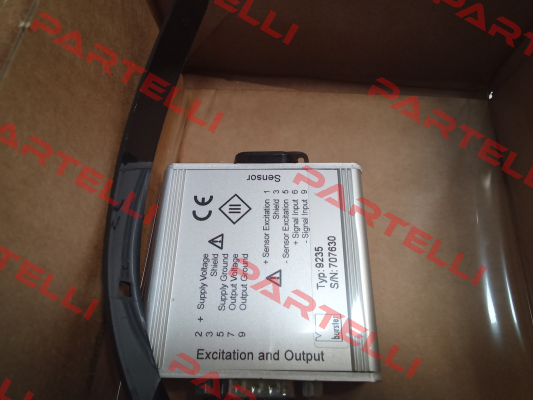 PARTELLI
PARTELLI
PARTELLI
PARTELLI
PARTELLI
PARTELLI
Sensor
+ Sensor Excitation 1
Shield 3
- Sensor Excitation 5
+ Signal Input 6
- Signal Input 9
2 + Supply Voltage
3 Shield
5 Supply Ground
7 Output Voltage
9 Output Ground
CE
III
Typ: 9235
S/N: 707630
burster
Excitation and Output